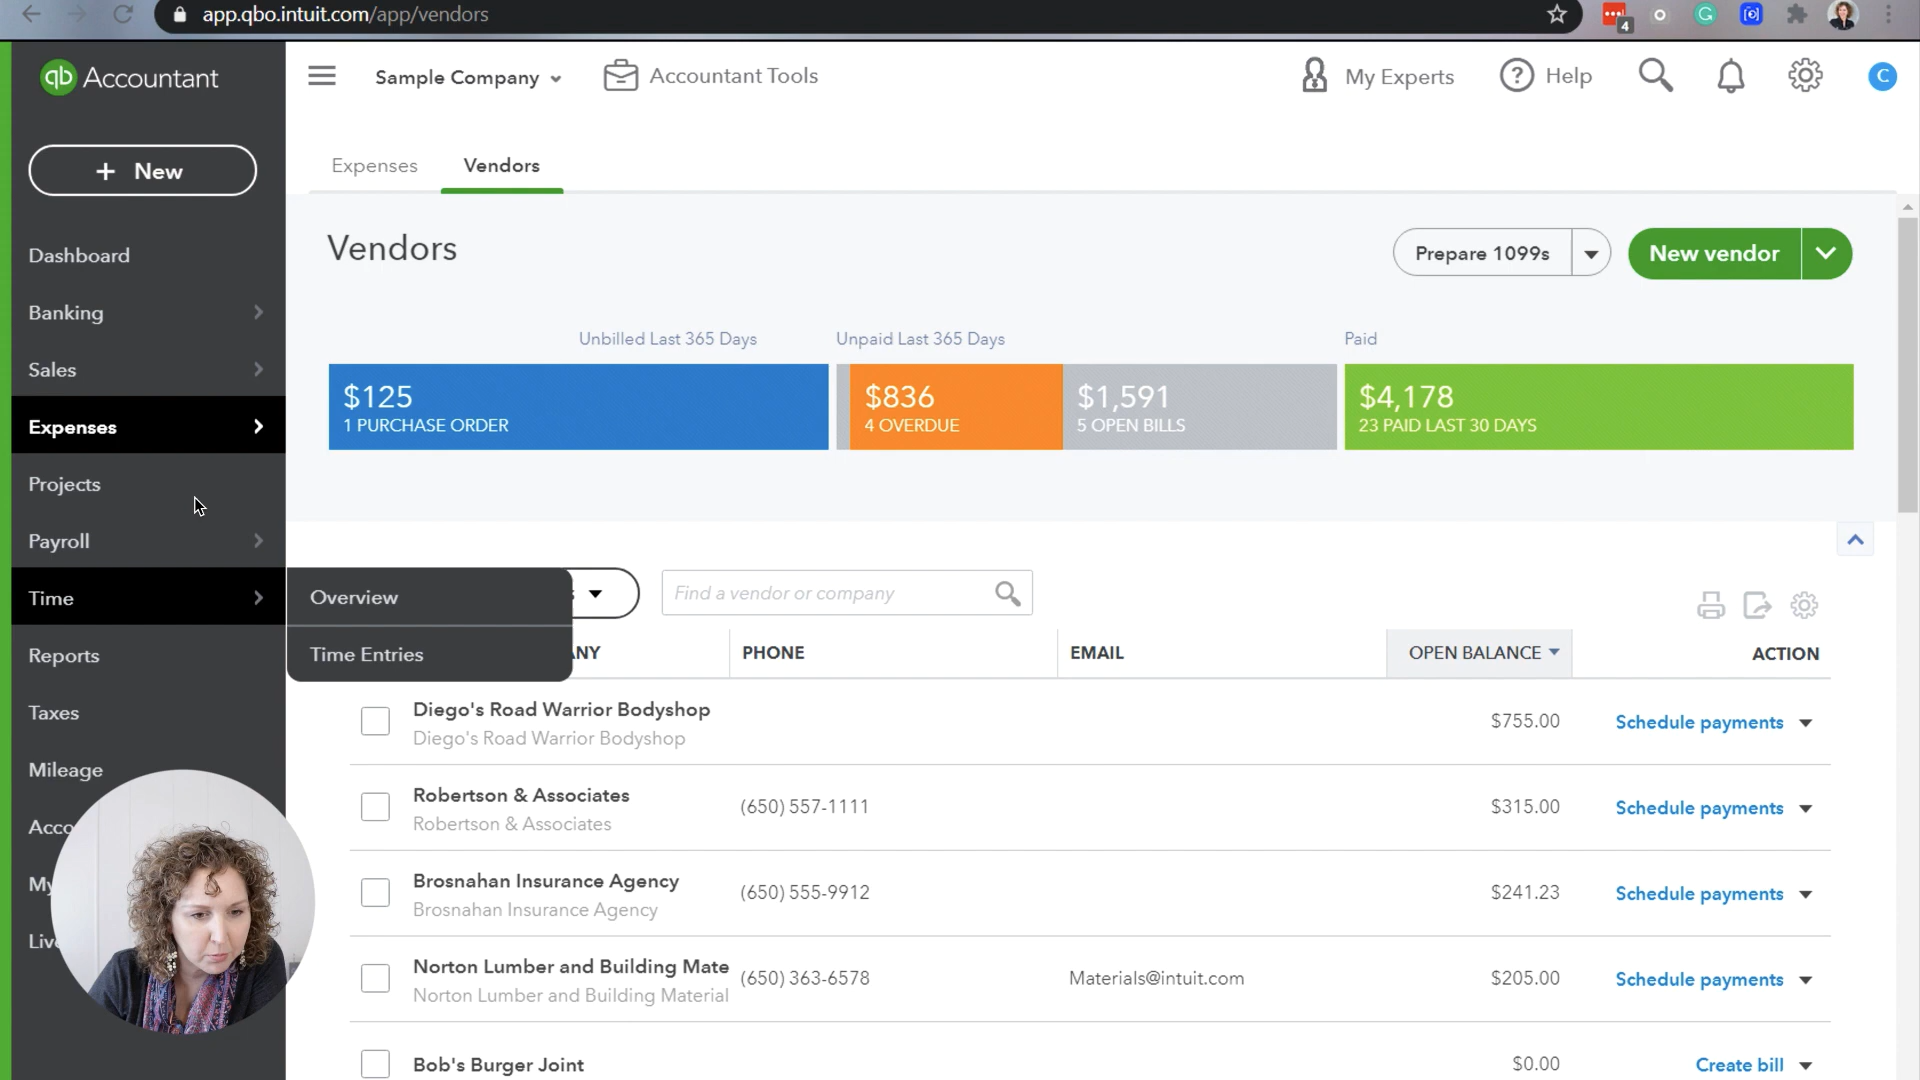 app.qbo.intuit.com/app/vendors
4
qb Accountant
Sample Company
Accountant Tools
My Experts
Help
C
+ New
Expenses
Vendors
Dashboard
Banking
Sales
Expenses
Projects
Payroll
Time
Reports
Taxes
Mileage
Acco
My
Live
Overview
Time Entries
Vendors
Prepare 1099s
New vendor
Unbilled Last 365 Days
Unpaid Last 365 Days
Paid
$125
1 PURCHASE ORDER
$836
4 OVERDUE
$1,591
5 OPEN BILLS
$4,178
23 PAID LAST 30 DAYS
Find a vendor or company
NY
PHONE
EMAIL
OPEN BALANCE
ACTION
Diego's Road Warrior Bodyshop
Diego's Road Warrior Bodyshop
$755.00
Schedule payments
Robertson & Associates
Robertson & Associates
(650) 557-1111
$315.00
Schedule payments
Brosnahan Insurance Agency
Brosnahan Insurance Agency
(650) 555-9912
$241.23
Schedule payments
Norton Lumber and Building Mate
Norton Lumber and Building Material
(650) 363-6578
Materials@intuit.com
$205.00
Schedule payments
Bob's Burger Joint
$0.00
Create bill